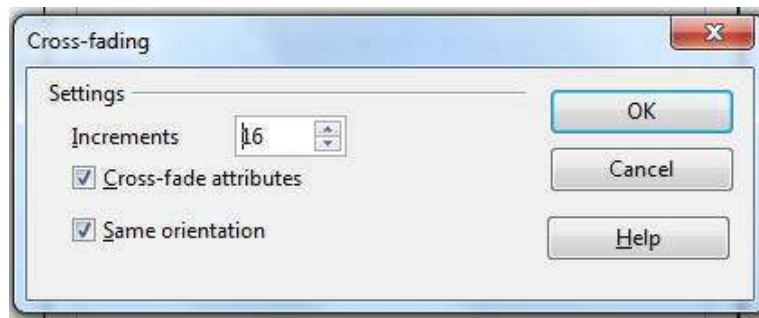 Cross-fading
Settings
Increments 16
Cross-fade attributes
Same orientation
OK
Cancel
Help